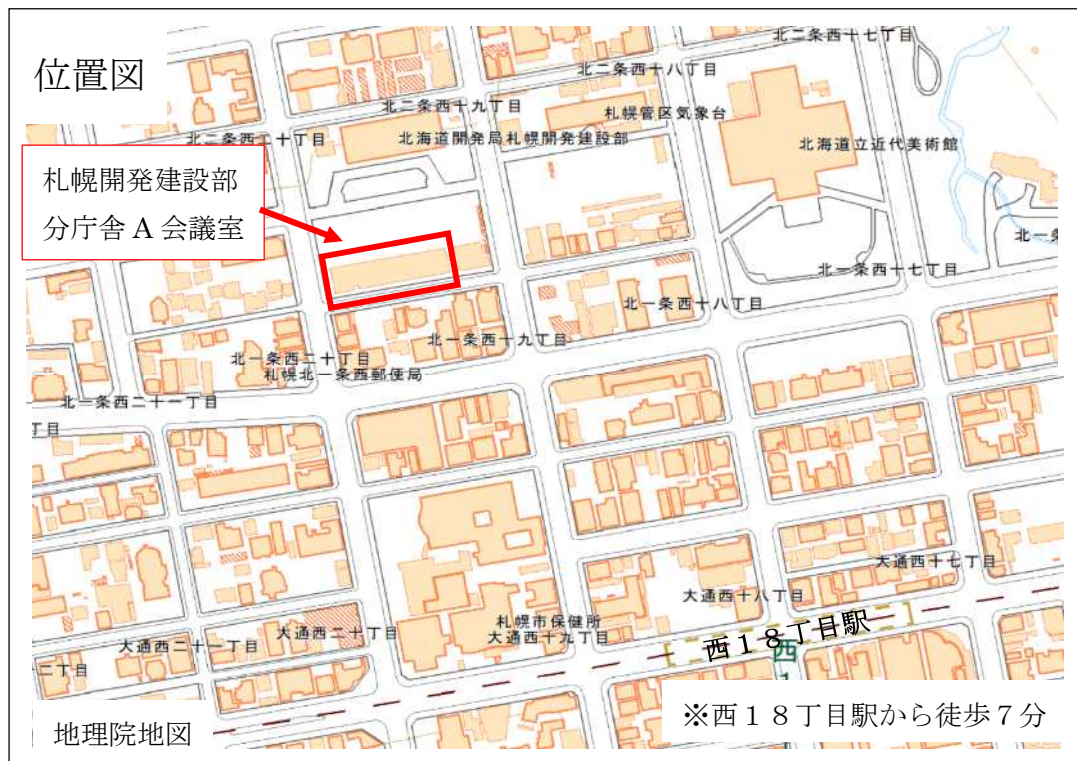 位置図
北二条西十七丁目
北二条西十八丁目
北二条西十九丁目
札幌管区気象台
北二条西二十丁目
北海道開発局札幌開発建設部
北海道立近代美術館
札幌開発建設部
分庁舎 A 会議室
北一条
北一条西十七丁目
北一条西十八丁目
北一条西十九丁目
北一条西二十丁目
札幌北一条西郵便局
北一条西二十一丁目
丁目
大通西十七丁目
大通西十八丁目
札幌市保健所
大通西十九丁目
大通西二十丁目
大通西二十一丁目
二丁目
西１８丁目駅
西
1
地理院地図
※西１８丁目駅から徒歩７分